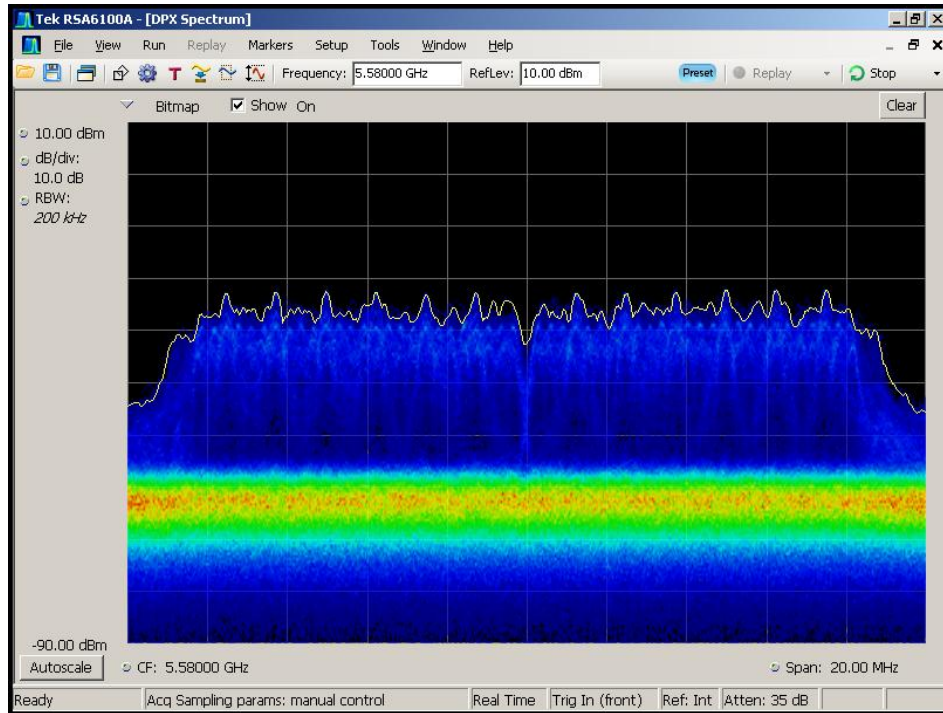 Tek RSA6100A - [DPX Spectrum]
File View Run Replay Markers Setup Tools Window Help
T Frequency: 5.58000 GHz RefLev: 10.00 dBm Preset Replay Stop
Bitmap Show On Clear
10.00 dBm
dB/div:
10.0 dB
RBW:
200 kHz
-90.00 dBm
Autoscale CF: 5.58000 GHz Span: 20.00 MHz
Ready Acq Sampling params: manual control Real Time Trig In (front) Ref: Int Atten: 35 dB